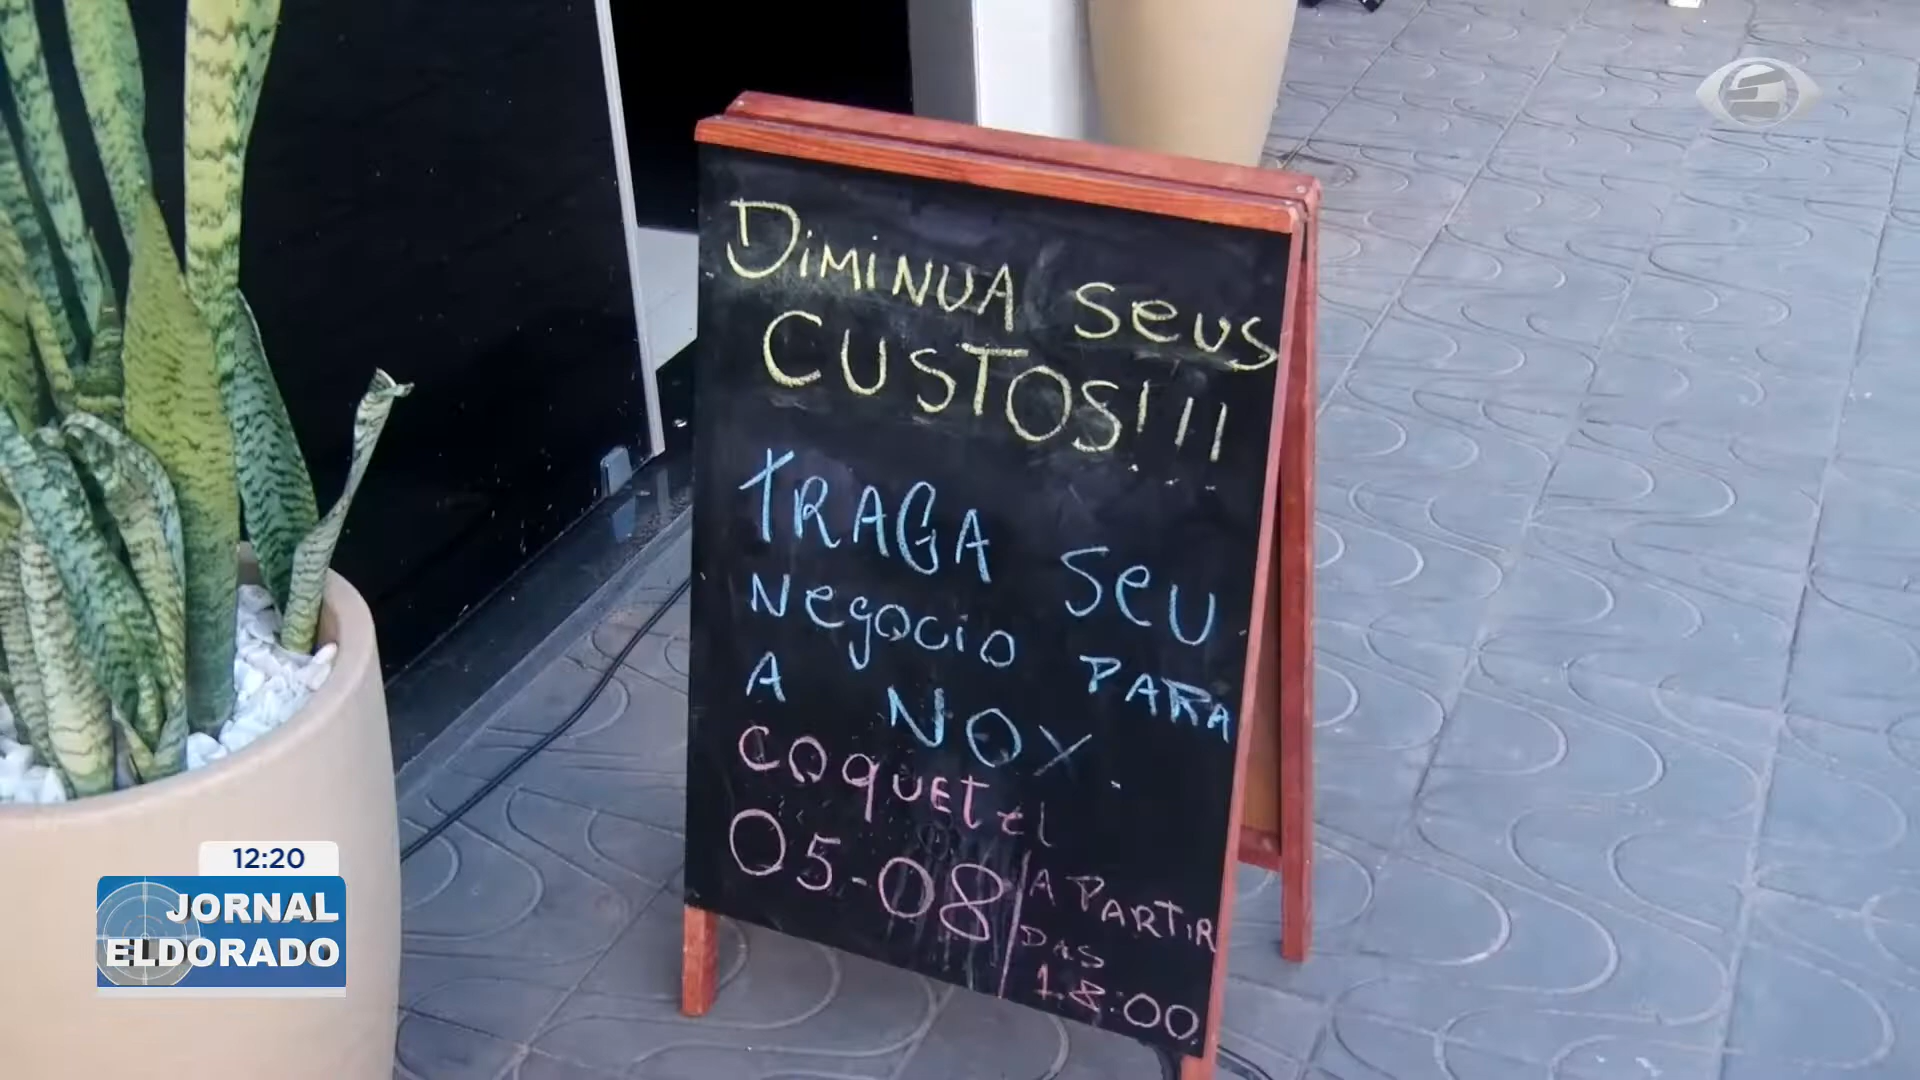 DiMiNUA SeUS
CUSTOS!!!
TRAGA SeU
NegOCiO PARA
A NOX.
COQUETEL
05-08 / A PARTIR
DAS
18:00
12:20
JORNAL
ELDORADO